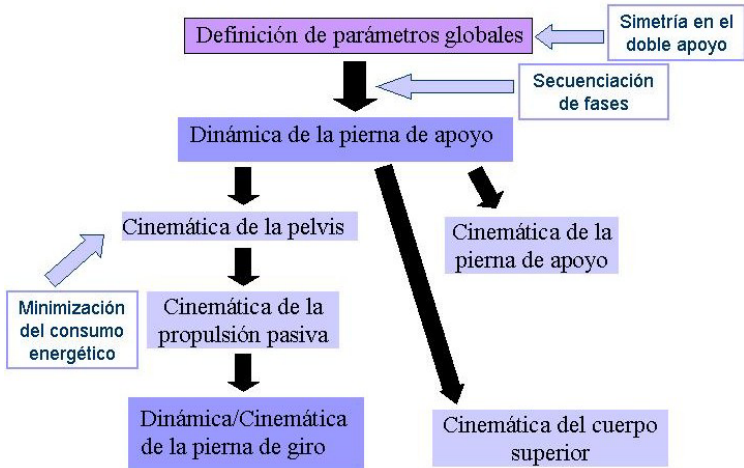 Definición de parámetros globales
Simetría en el
doble apoyo
Secuenciación
de fases
Dinámica de la pierna de apoyo
Cinemática de la pelvis
Cinemática de la
pierna de apoyo
Minimización
del consumo
energético
Cinemática de la
propulsión pasiva
Dinámica/Cinemática
de la pierna de giro
Cinemática del cuerpo
superior